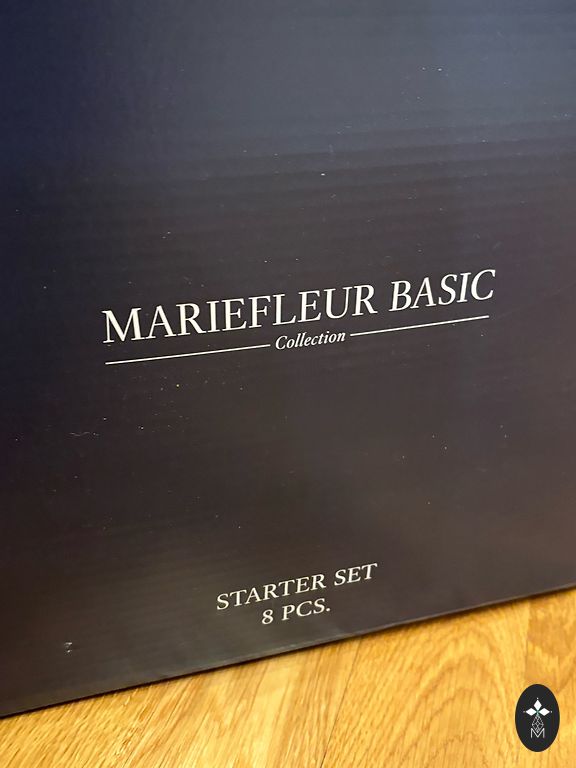 MARIEFLEUR BASIC
Collection
STARTER SET
8 PCS.
M